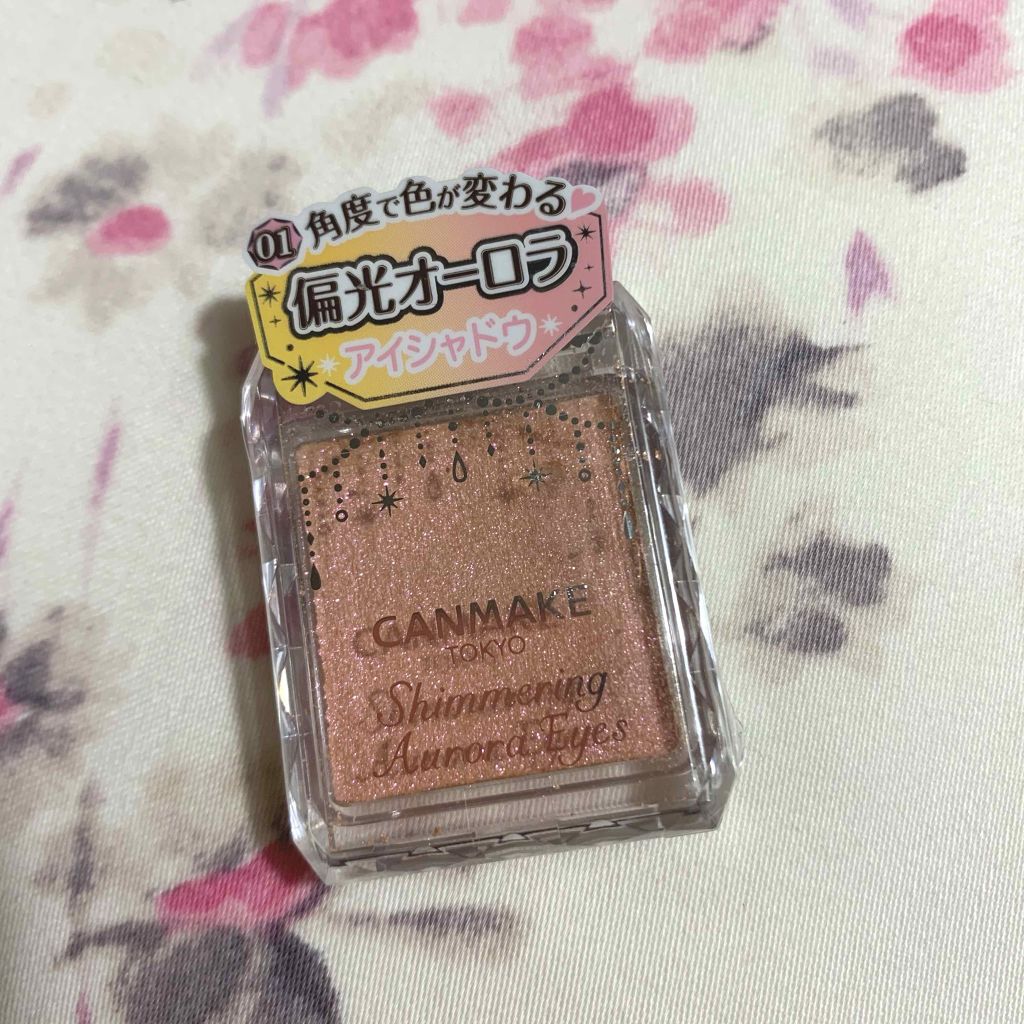 01 角度で色が変わる
偏光オーロラ
アイシャドウ
CANMAKE
TOKYO
Shimmering
Aurora Eyes